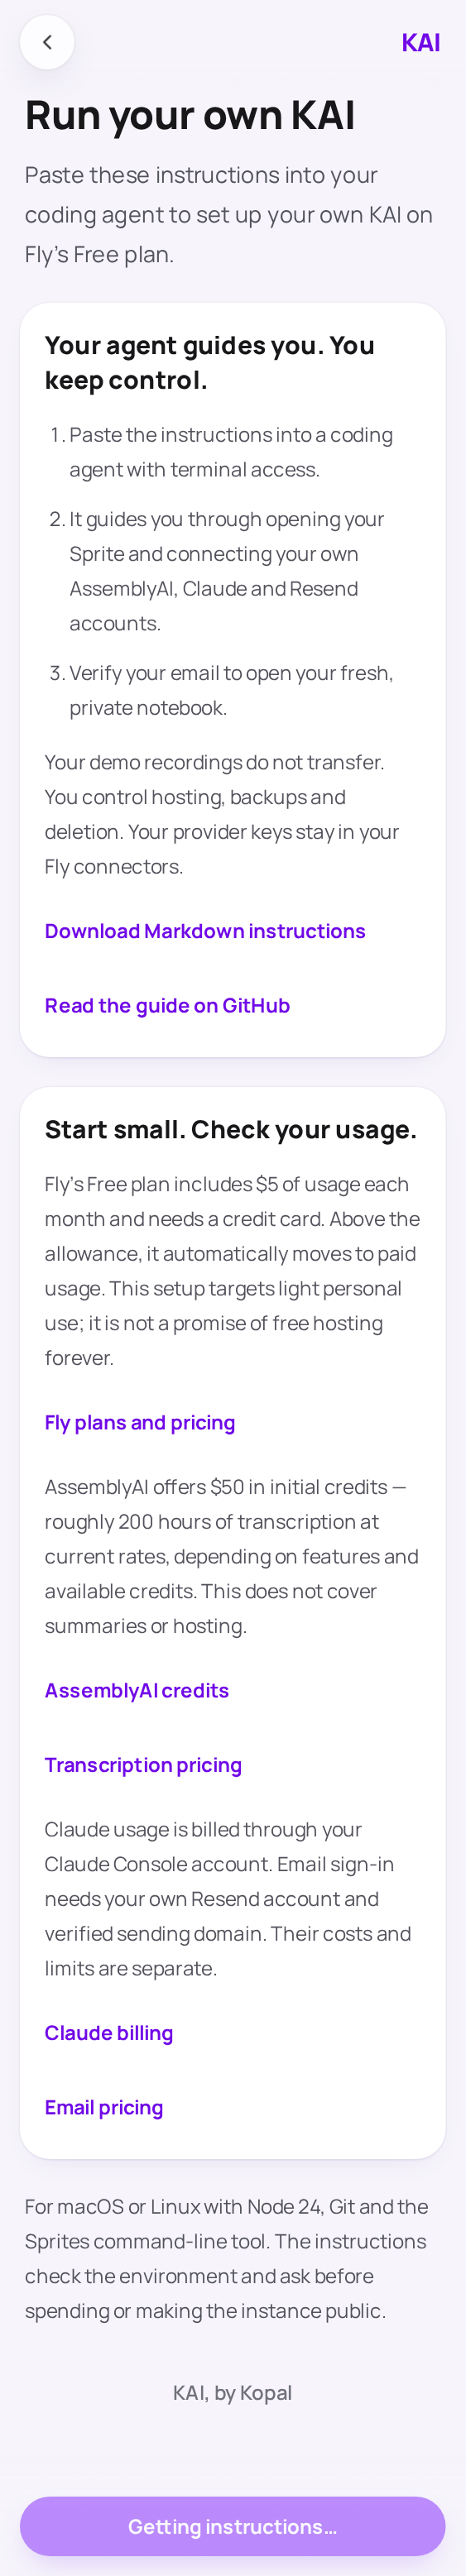 KAI
Run your own KAI
Paste these instructions into your
coding agent to set up your own KAI on
Fly's Free plan.
Your agent guides you. You
keep control.
1. Paste the instructions into a coding
agent with terminal access.
2. It guides you through opening your
Sprite and connecting your own
AssemblyAI, Claude and Resend
accounts.
3. Verify your email to open your fresh,
private notebook.
Your demo recordings do not transfer.
You control hosting, backups and
deletion. Your provider keys stay in your
Fly connectors.
Download Markdown instructions
Read the guide on GitHub
Start small. Check your usage.
Fly's Free plan includes $5 of usage each
month and needs a credit card. Above the
allowance, it automatically moves to paid
usage. This setup targets light personal
use; it is not a promise of free hosting
forever.
Fly plans and pricing
AssemblyAI offers $50 in initial credits —
roughly 200 hours of transcription at
current rates, depending on features and
available credits. This does not cover
summaries or hosting.
AssemblyAI credits
Transcription pricing
Claude usage is billed through your
Claude Console account. Email sign-in
needs your own Resend account and
verified sending domain. Their costs and
limits are separate.
Claude billing
Email pricing
For macOS or Linux with Node 24, Git and the
Sprites command-line tool. The instructions
check the environment and ask before
spending or making the instance public.
KAI, by Kopal
Getting instructions…